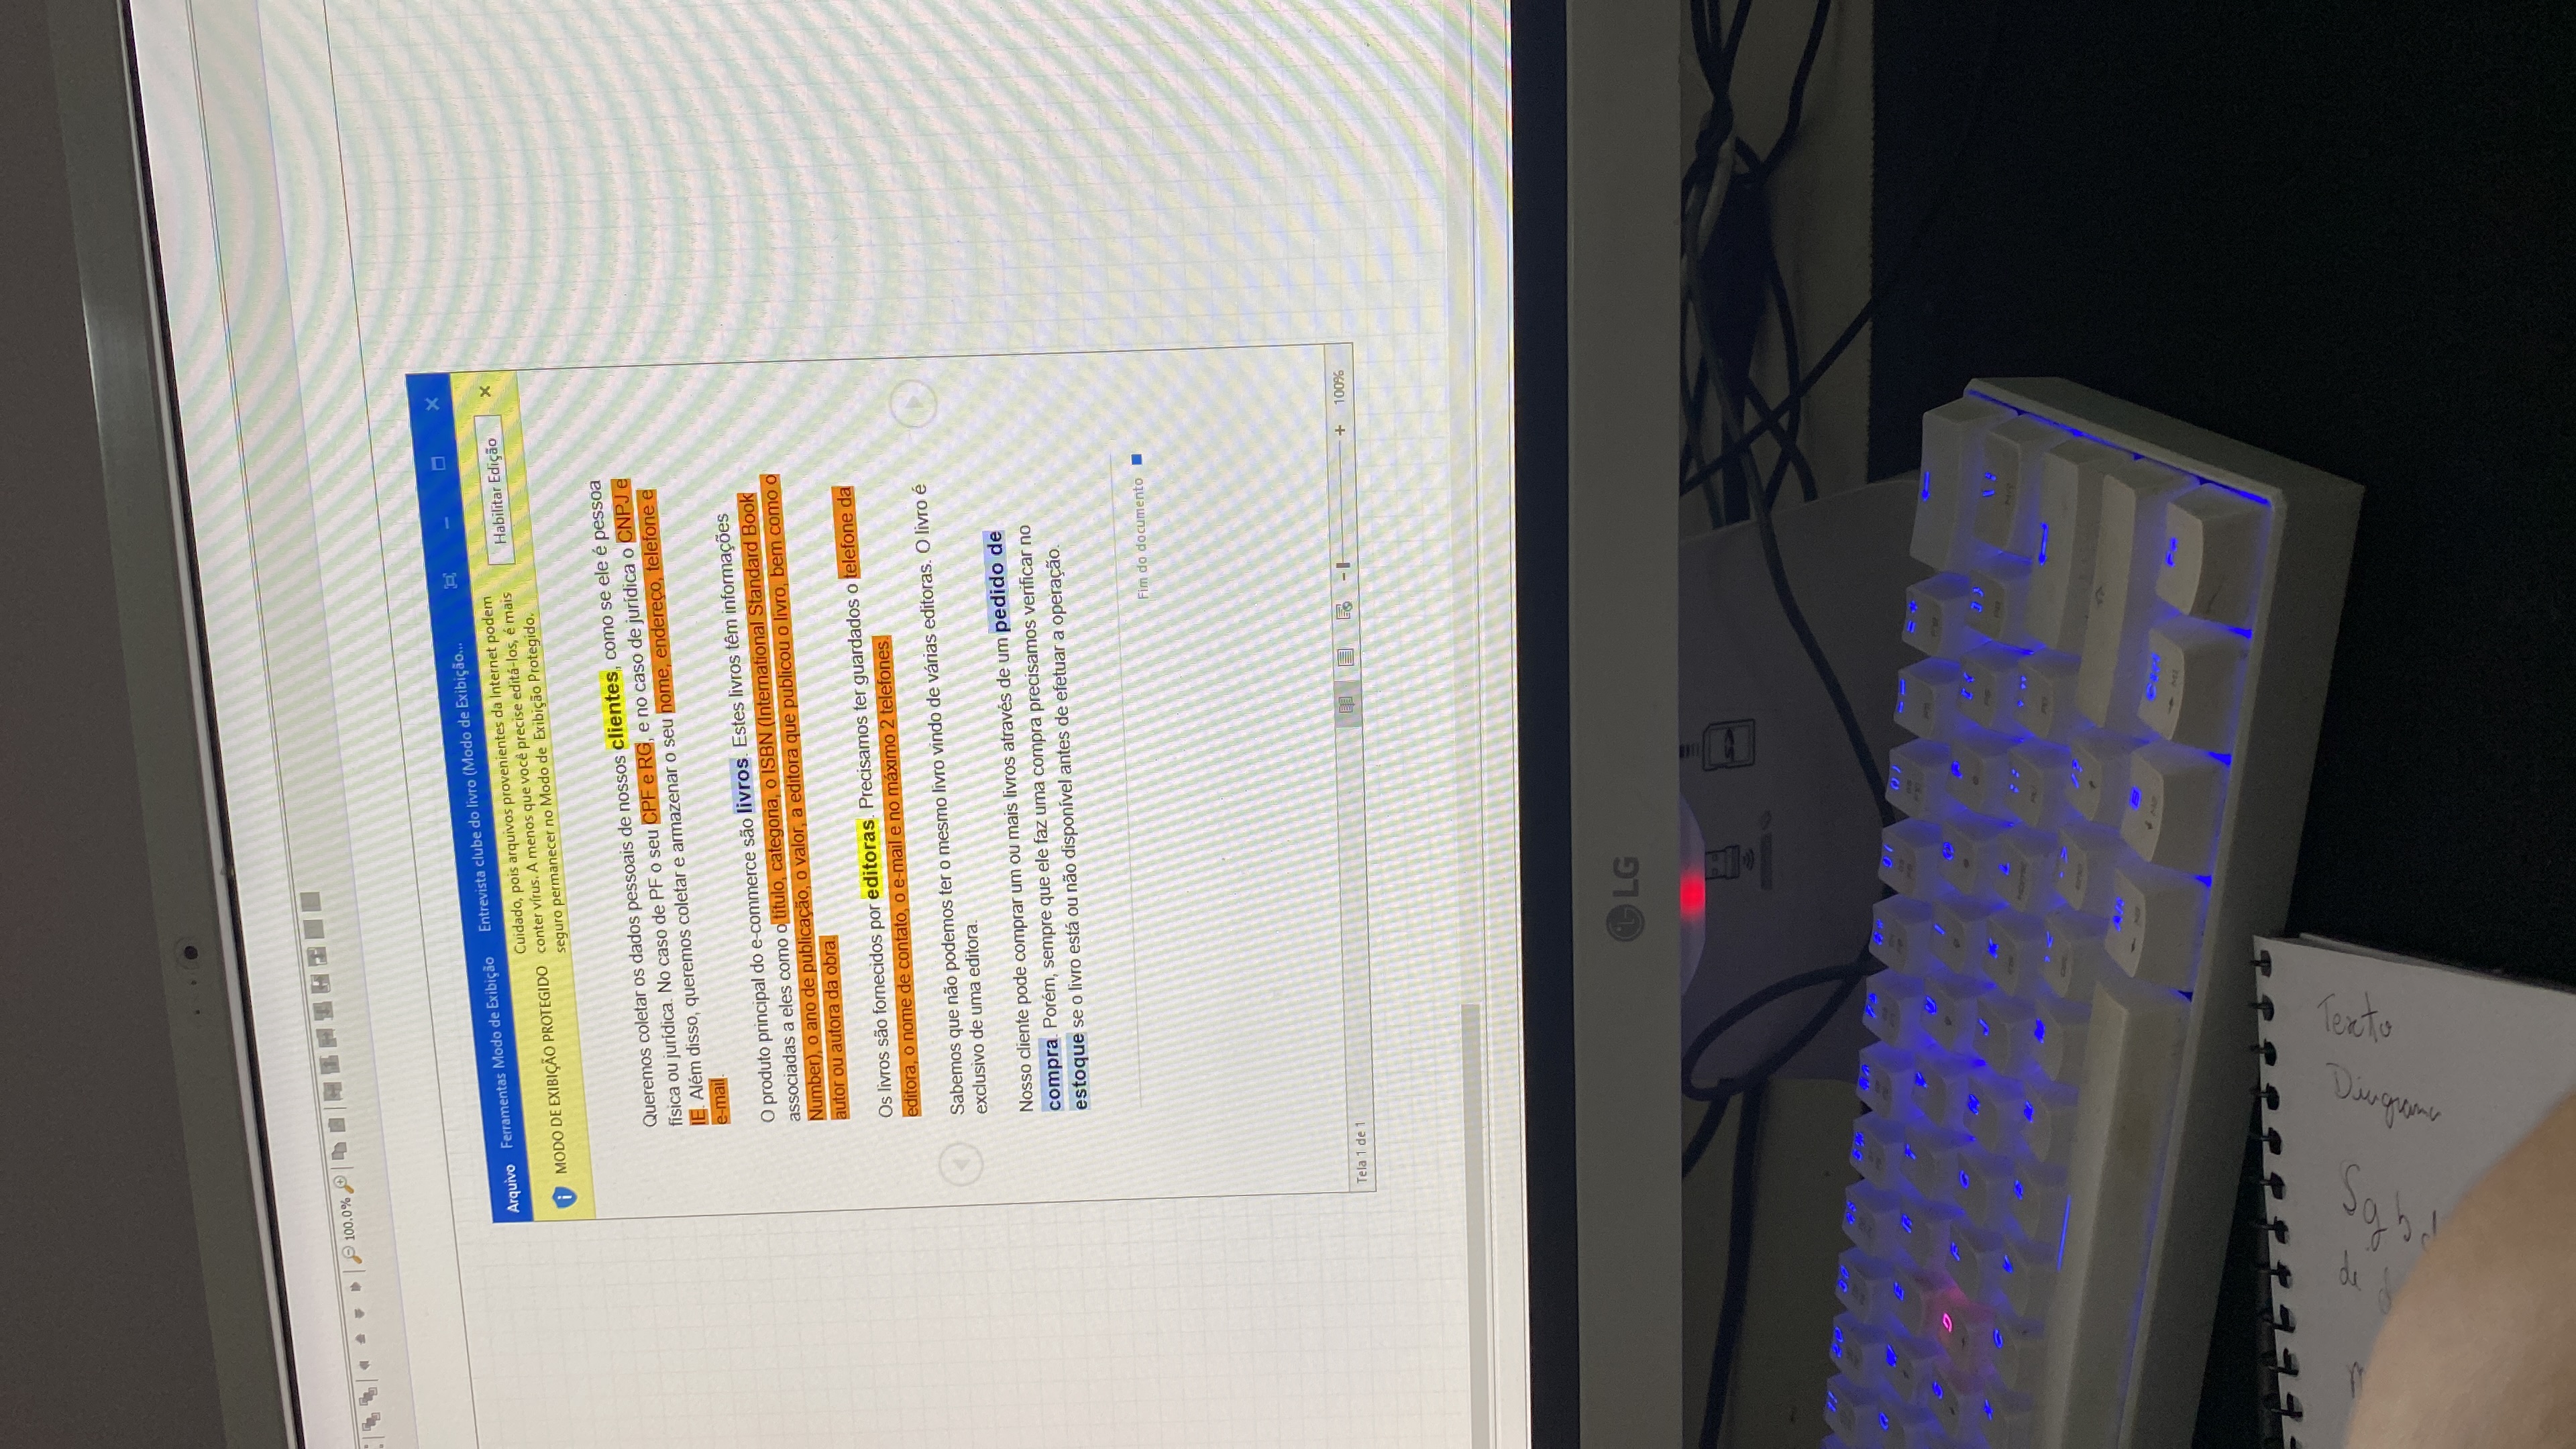 100.0%
Arquivo Ferramentas Modo de Exibição Entrevista clube do livro (Modo de Exibição...
MODO DE EXIBIÇÃO PROTEGIDO
Cuidado, pois arquivos provenientes da Internet podem
conter vírus. A menos que você precise editá-los, é mais
seguro permanecer no Modo de Exibição Protegido.
Habilitar Edição
Queremos coletar os dados pessoais de nossos clientes, como se ele é pessoa
física ou jurídica. No caso de PF o seu CPF e RG, e no caso de jurídica o CNPJ e
IE. Além disso, queremos coletar e armazenar o seu nome, endereço, telefone e
e-mail.
O produto principal do e-commerce são livros. Estes livros têm informações
associadas a eles como o título, categoria, o ISBN (International Standard Book
Number), o ano de publicação, o valor, a editora que publicou o livro, bem como o
autor ou autora da obra.
Os livros são fornecidos por editoras. Precisamos ter guardados o telefone da
editora, o nome de contato, o e-mail e no máximo 2 telefones.
Sabemos que não podemos ter o mesmo livro vindo de várias editoras. O livro é
exclusivo de uma editora.
Nosso cliente pode comprar um ou mais livros através de um pedido de
compra. Porém, sempre que ele faz uma compra precisamos verificar no
estoque se o livro está ou não disponível antes de efetuar a operação.
Fim do documento
Tela 1 de 1
100%
LG
Texto